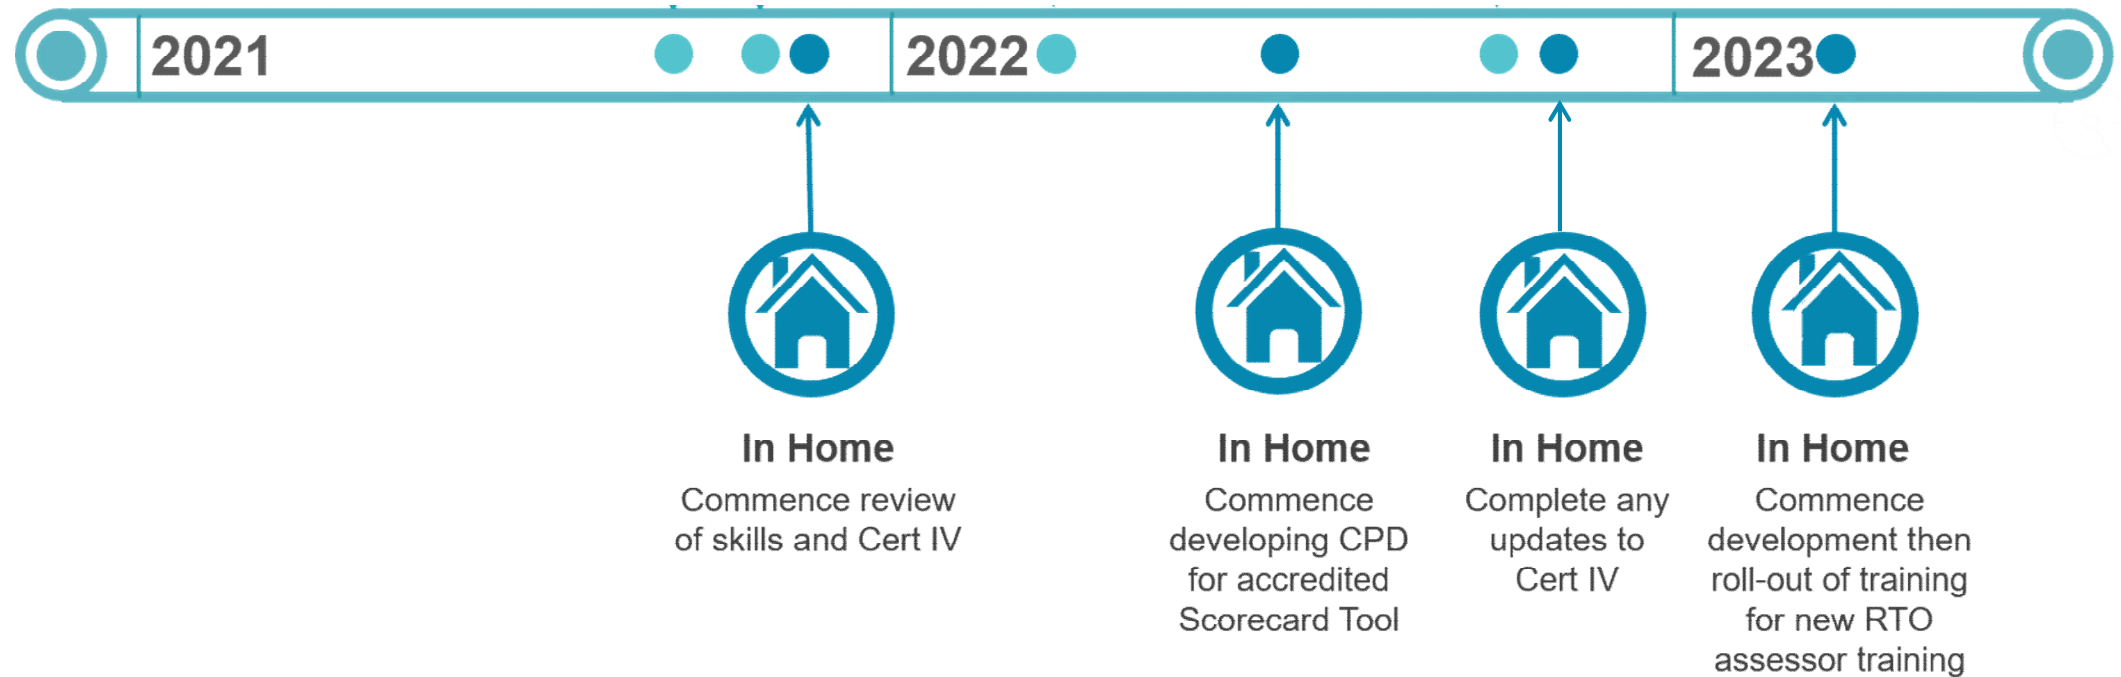 2021
2022
2023
In Home
Commence review
of skills and Cert IV
In Home
Commence
developing CPD
for accredited
Scorecard Tool
In Home
Complete any
updates to
Cert IV
In Home
Commence
development then
roll-out of training
for new RTO
assessor training